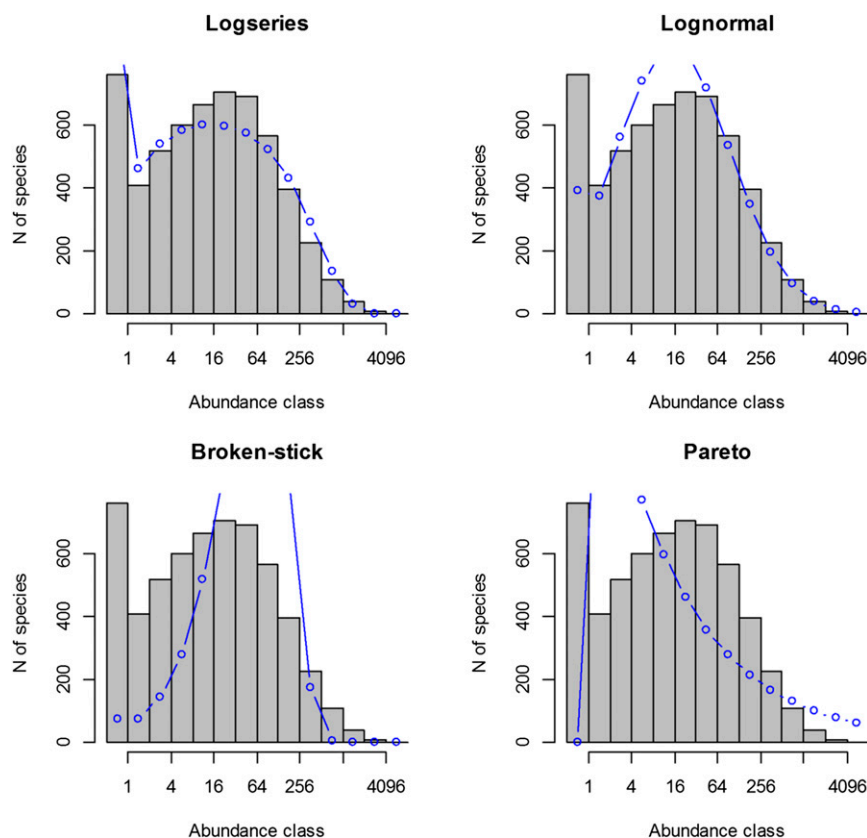 Logseries
N of species
0 200 400 600
1 4 16 64 256 4096
Abundance class
Lognormal
N of species
0 200 400 600
1 4 16 64 256 4096
Abundance class
Broken-stick
N of species
0 200 400 600
1 4 16 64 256 4096
Abundance class
Pareto
N of species
0 200 400 600
1 4 16 64 256 4096
Abundance class